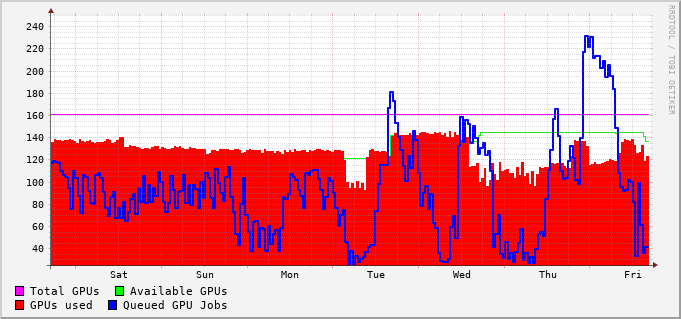 RRDTOOL / TOBI OETIKER
240
220
200
180
160
140
120
100
80
60
40
Sat Sun Mon Tue Wed Thu Fri
Total GPUs Available GPUs
GPUs used Queued GPU Jobs